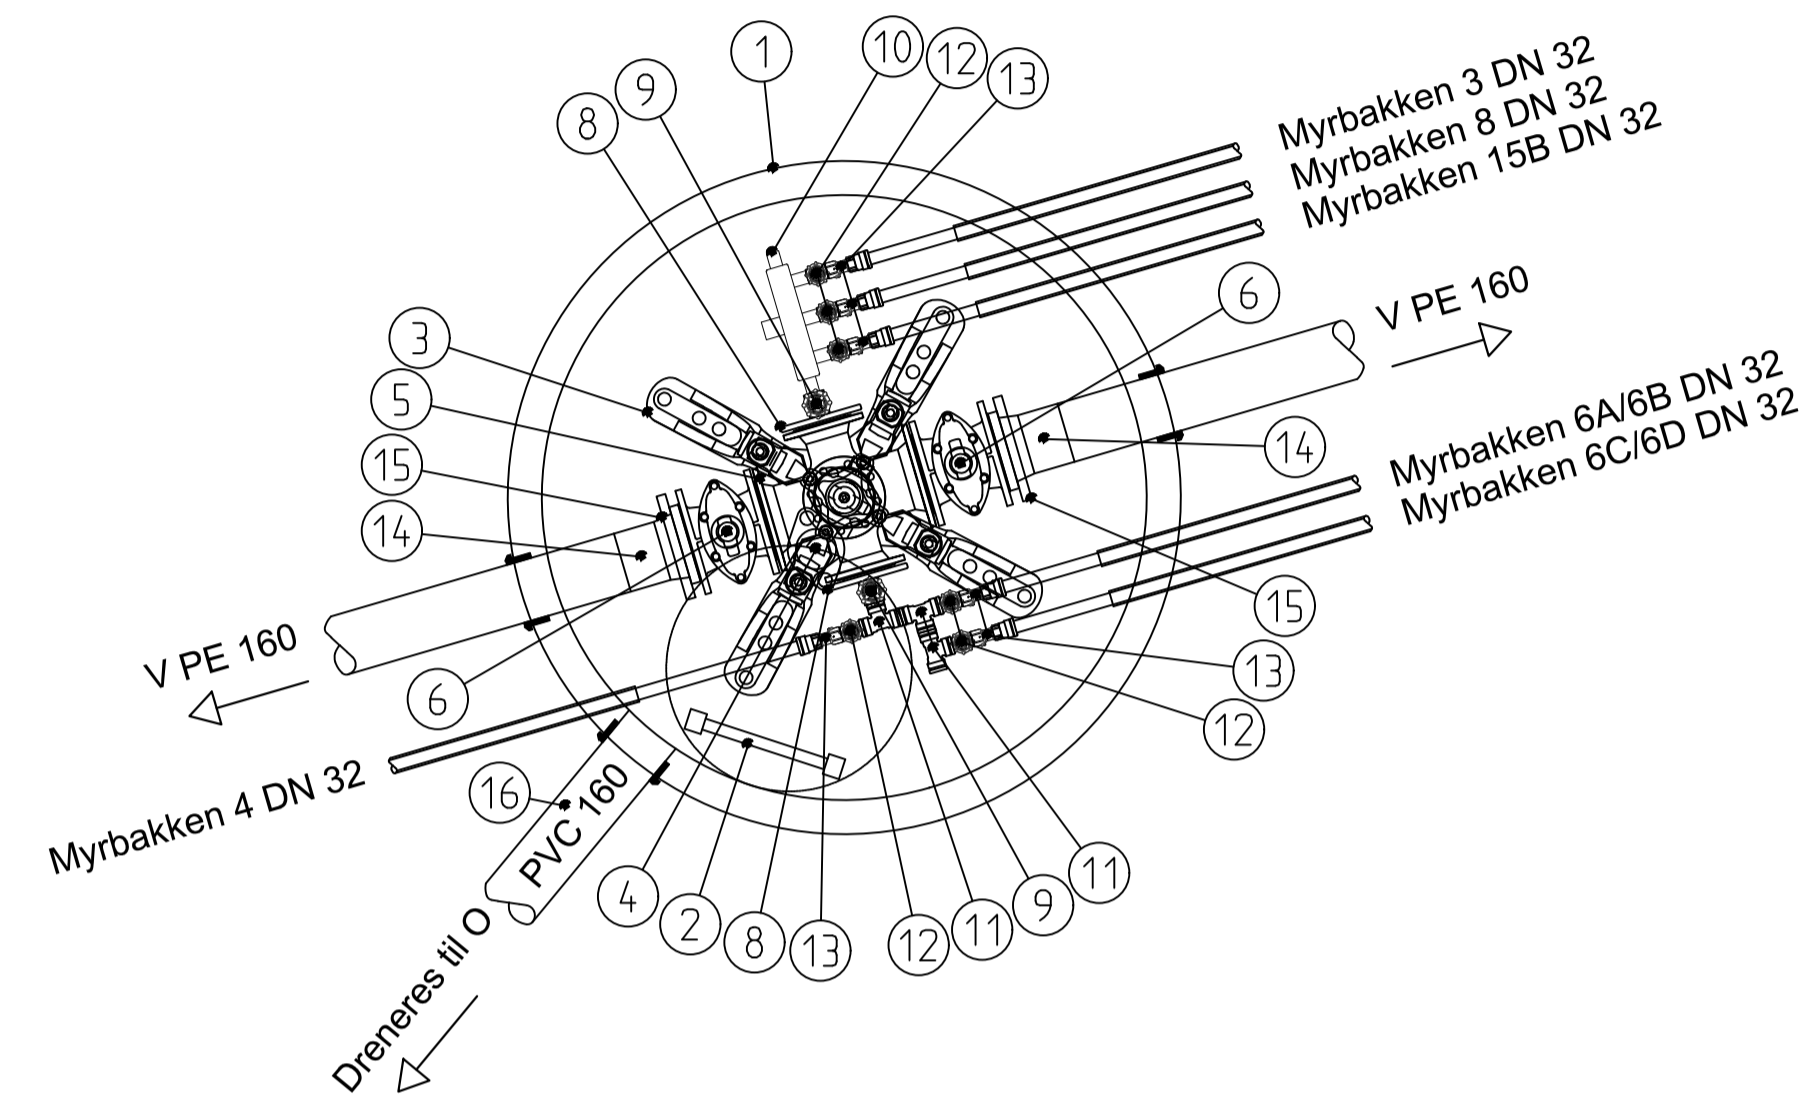 1
10
12
13
9
8
Myrbakken 3 DN 32
Myrbakken 8 DN 32
Myrbakken 15B DN 32
6
V PE 160
3
5
15
14
14
Myrbakken 6A/6B DN 32
Myrbakken 6C/6D DN 32
15
13
12
V PE 160
6
Myrbakken 4 DN 32
16
PVC 160
Dreneres til O
4
2
8
13
12
11
9
11